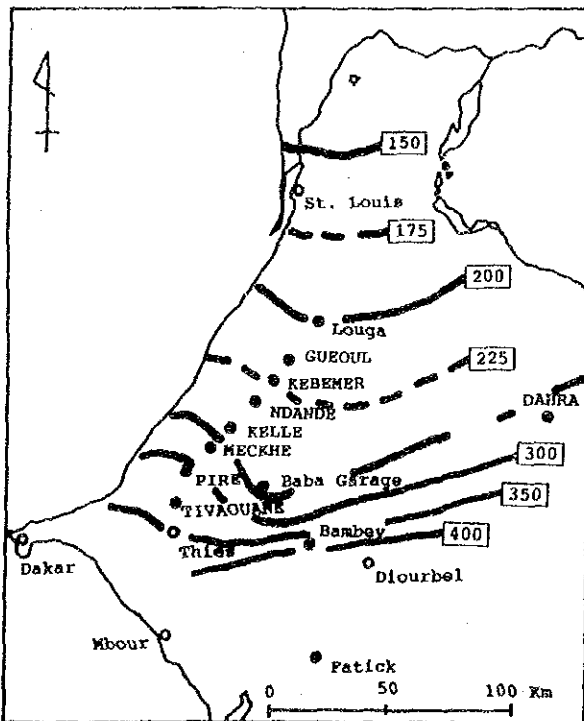 150
St. Louis
175
200
Louga
GUEOUL
225
KEBEMER
DAHRA
NDANDE
KELLE
MECKHE
300
PIRE
Baba Garage
350
TIVAOUANE
400
Bambey
Thies
Dakar
Diourbel
Mbour
Fatick
0 50 100 Km